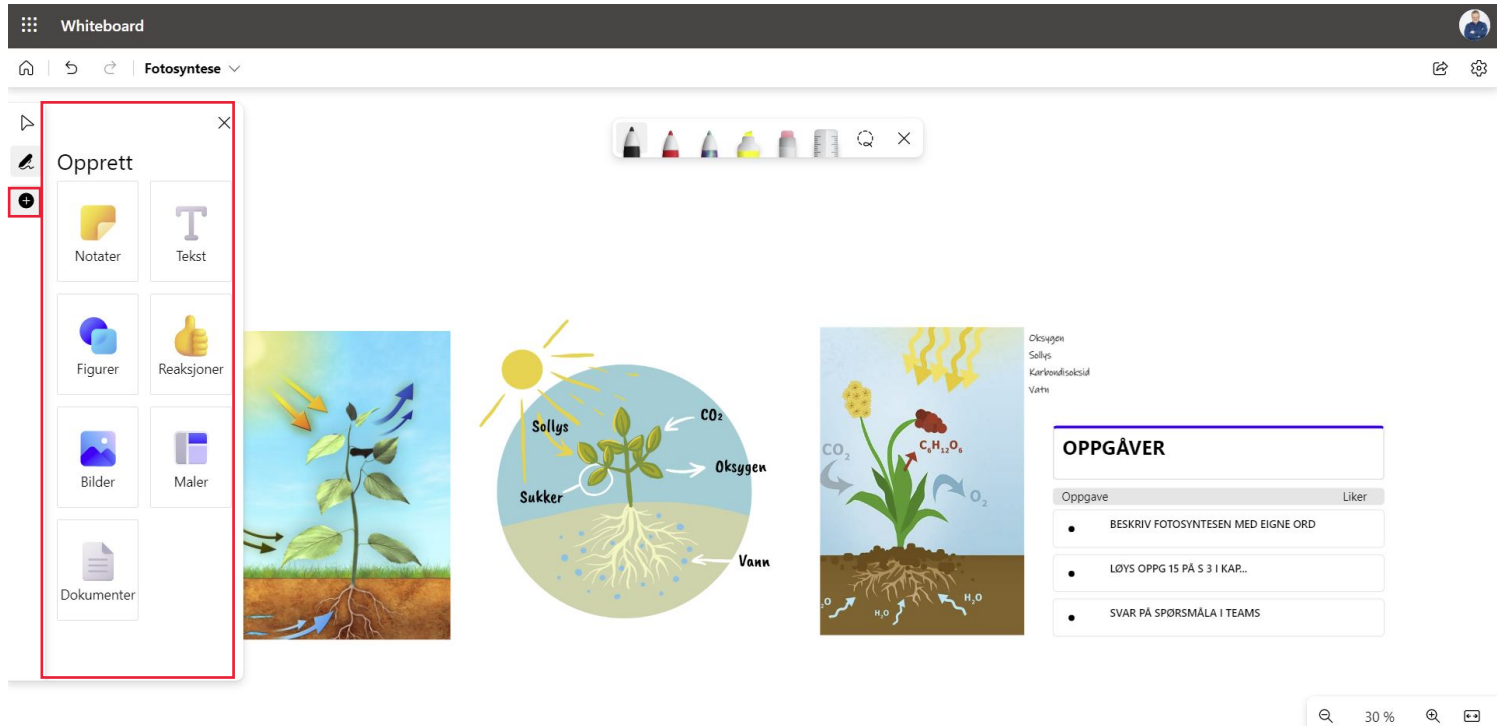 Whiteboard
Fotosyntese
Opprett
Notater
Tekst
Figurer
Reaksjoner
Bilder
Maler
Dokumenter
Sollys
CO₂
Oksygen
Sukker
Vann
CO₂
C₆H₁₂O₆
O₂
₂O
H₂O
H₂O
Oksygen
Sollys
Karbondisoksid
Vatn
OPPGÅVER
Oppgave Liker
BESKRIV FOTOSYNTESEN MED EIGNE ORD
LØYS OPPG 15 PÅ S 3 I KAP...
SVAR PÅ SPØRSMÅLA I TEAMS
30 %